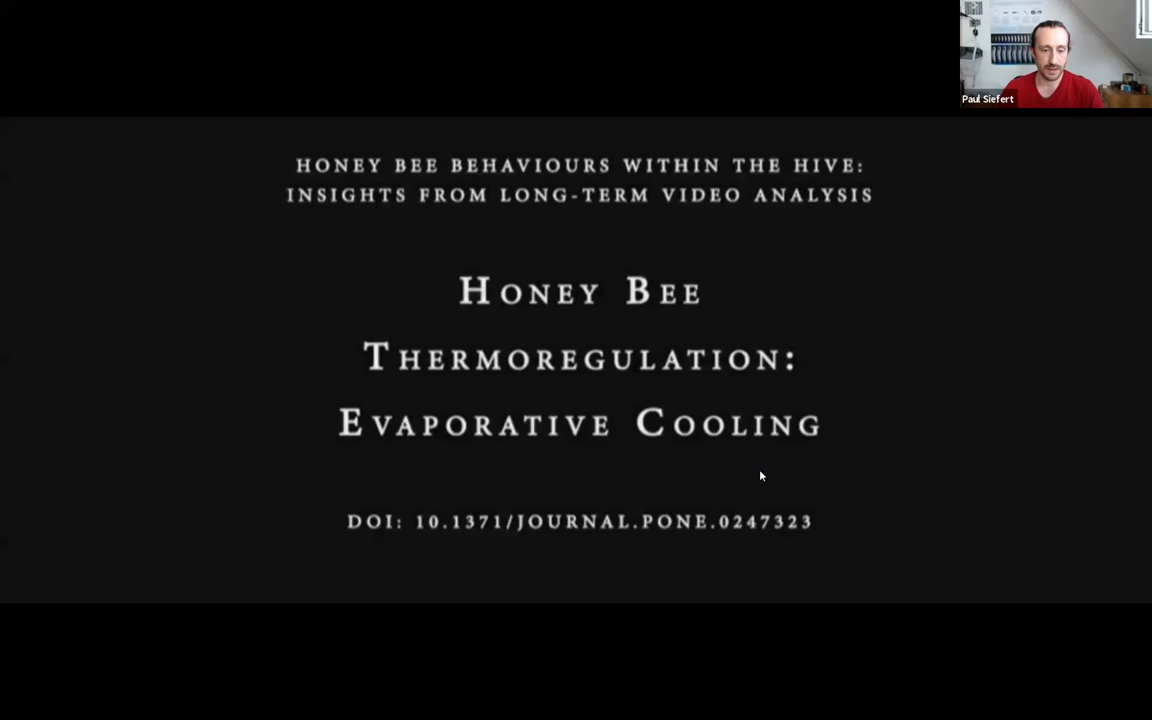 Paul Siefert
HONEY BEE BEHAVIOURS WITHIN THE HIVE:
INSIGHTS FROM LONG-TERM VIDEO ANALYSIS
HONEY BEE
THERMOREGULATION:
EVAPORATIVE COOLING
DOI: 10.1371/JOURNAL.PONE.0247323